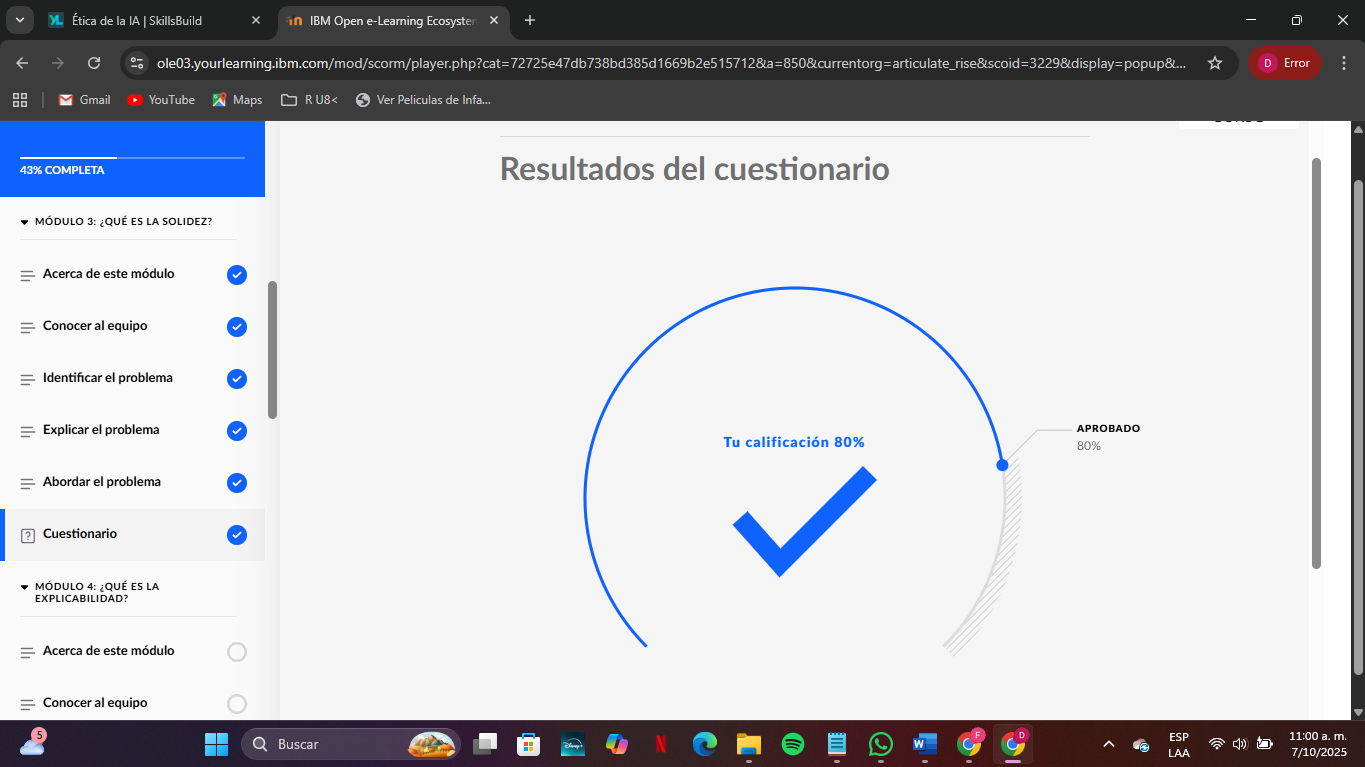 Ética de la IA | SkillsBuild
IBM Open e-Learning Ecosystem
ole03.yourlearning.ibm.com/mod/scorm/player.php?cat=72725e47db738bd385d1669b2e515712&a=850&currentorg=articulate_rise&scoid=3229&display=popup&...
D
Error
Gmail
YouTube
Maps
R U8<
Ver Peliculas de Infa...
43% COMPLETA
MÓDULO 3: ¿QUÉ ES LA SOLIDEZ?
Acerca de este módulo
Conocer al equipo
Identificar el problema
Explicar el problema
Abordar el problema
Cuestionario
MÓDULO 4: ¿QUÉ ES LA
EXPLICABILIDAD?
Acerca de este módulo
Conocer al equipo
Resultados del cuestionario
Tu calificación 80%
APROBADO
80%
5
Buscar
Disney+
N
W
F
D
ESP
LAA
11:00 a. m.
7/10/2025